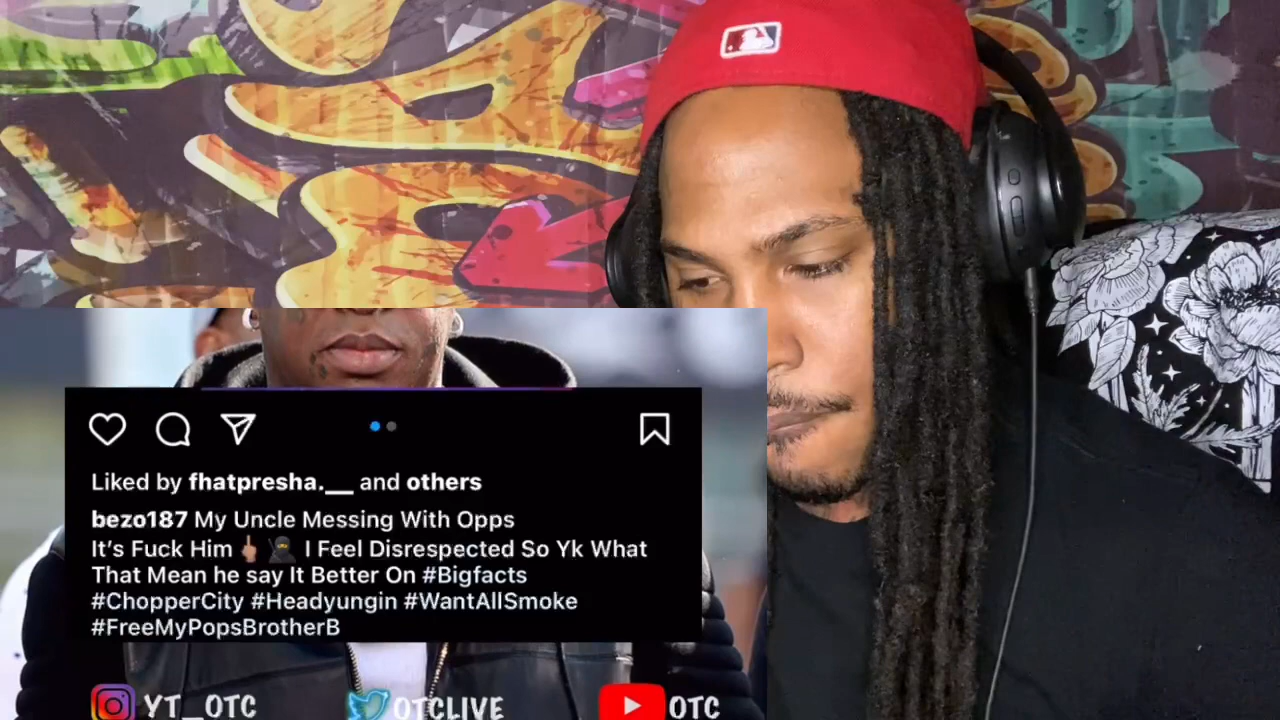 Liked by fhatpresha.__ and others
bezo187 My Uncle Messing With Opps
It's Fuck Him🖕🏽🥷🏿 I Feel Disrespected So Yk What
That Mean he say It Better On #Bigfacts
#ChopperCity #Headyungin #WantAllSmoke
#FreeMyPopsBrotherB
YT_OTC OTCLIVE OTC